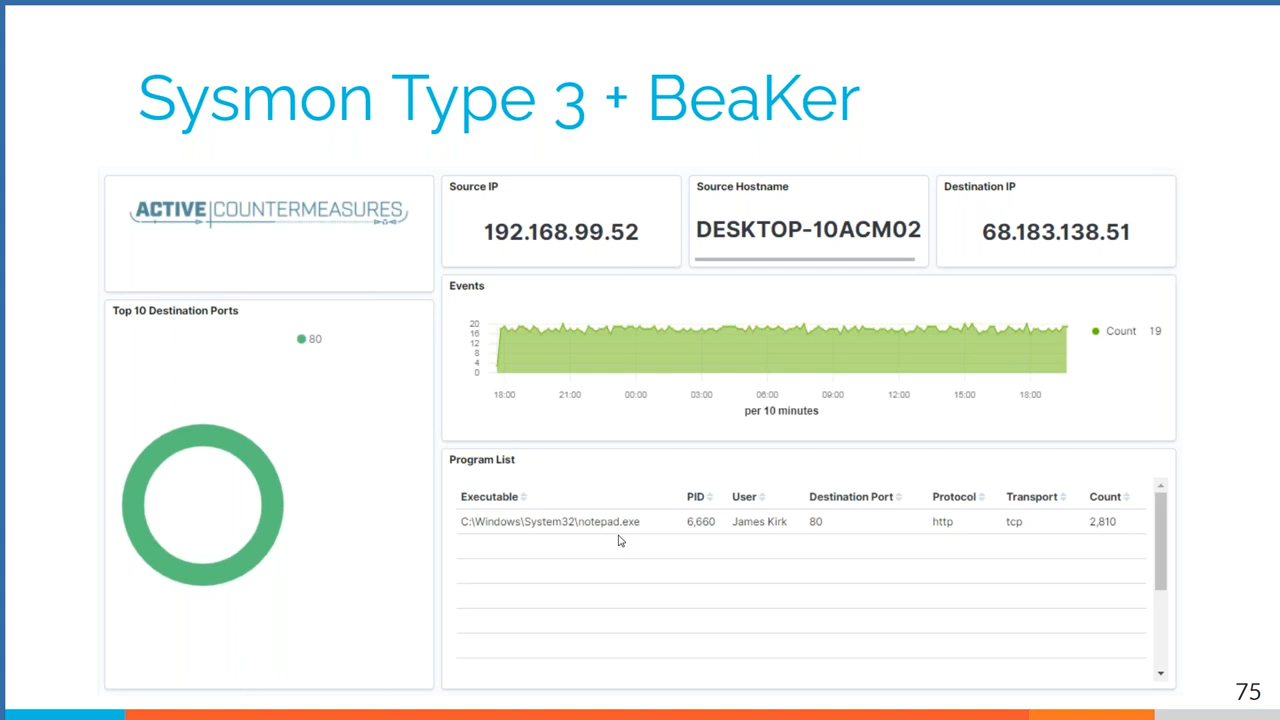 Sysmon Type 3 + BeaKer
ACTIVE COUNTERMEASURES
Source IP
192.168.99.52
Source Hostname
DESKTOP-10ACM02
Destination IP
68.183.138.51
Top 10 Destination Ports
80
Events
20
16
12
8
4
0
18:00 21:00 00:00 03:00 06:00 09:00 12:00 15:00 18:00
per 10 minutes
Count 19
Program List
Executable PID User Destination Port Protocol Transport Count
C:\Windows\System32\notepad.exe 6,660 James Kirk 80 http tcp 2,810
75